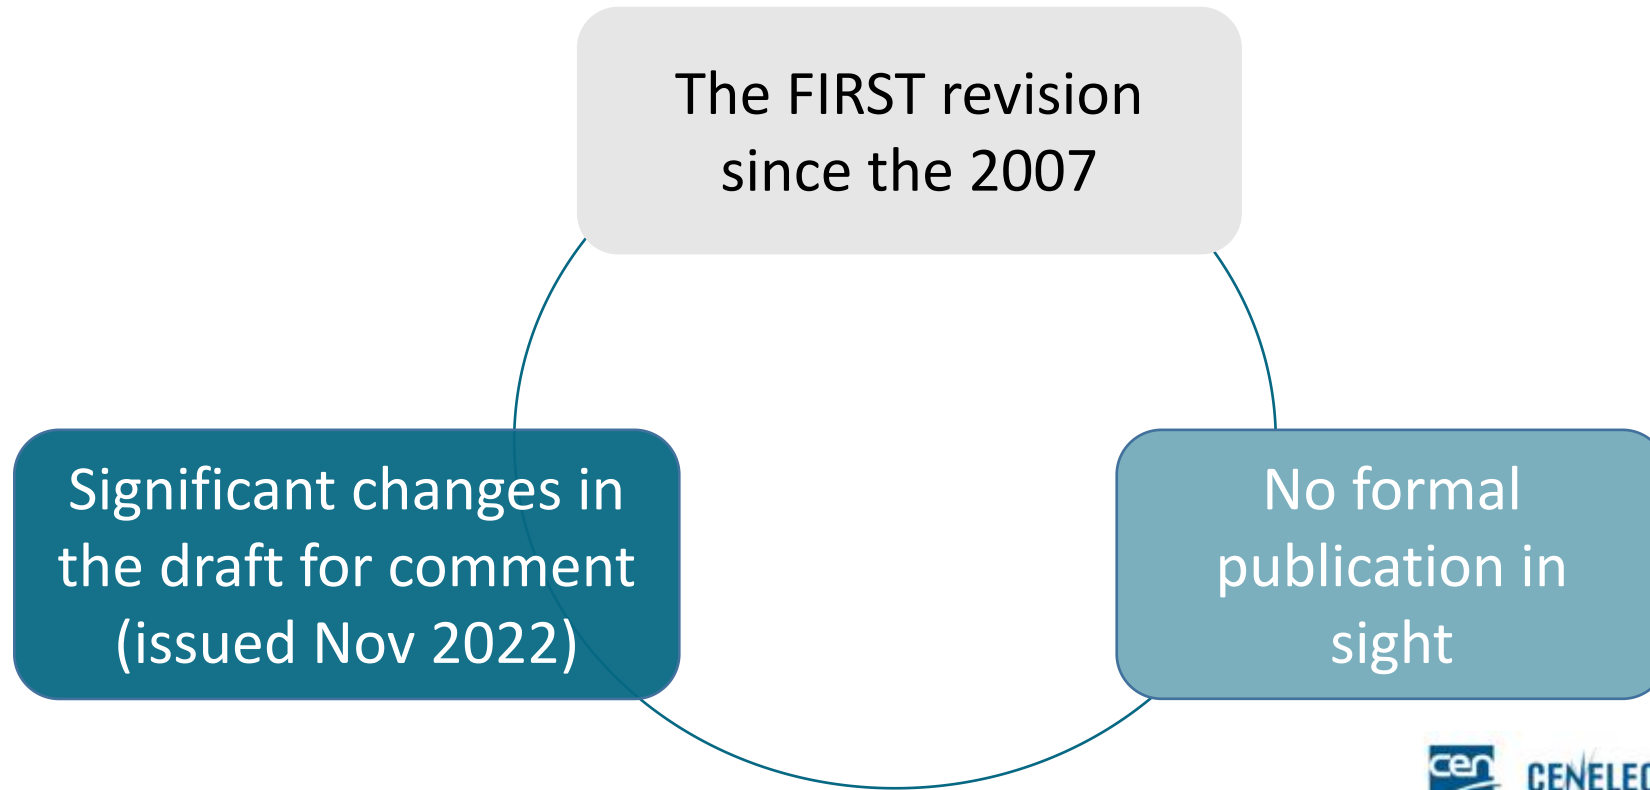 The FIRST revision
since the 2007
Significant changes in
the draft for comment
(issued Nov 2022)
No formal
publication in
sight
cen
CENELEC